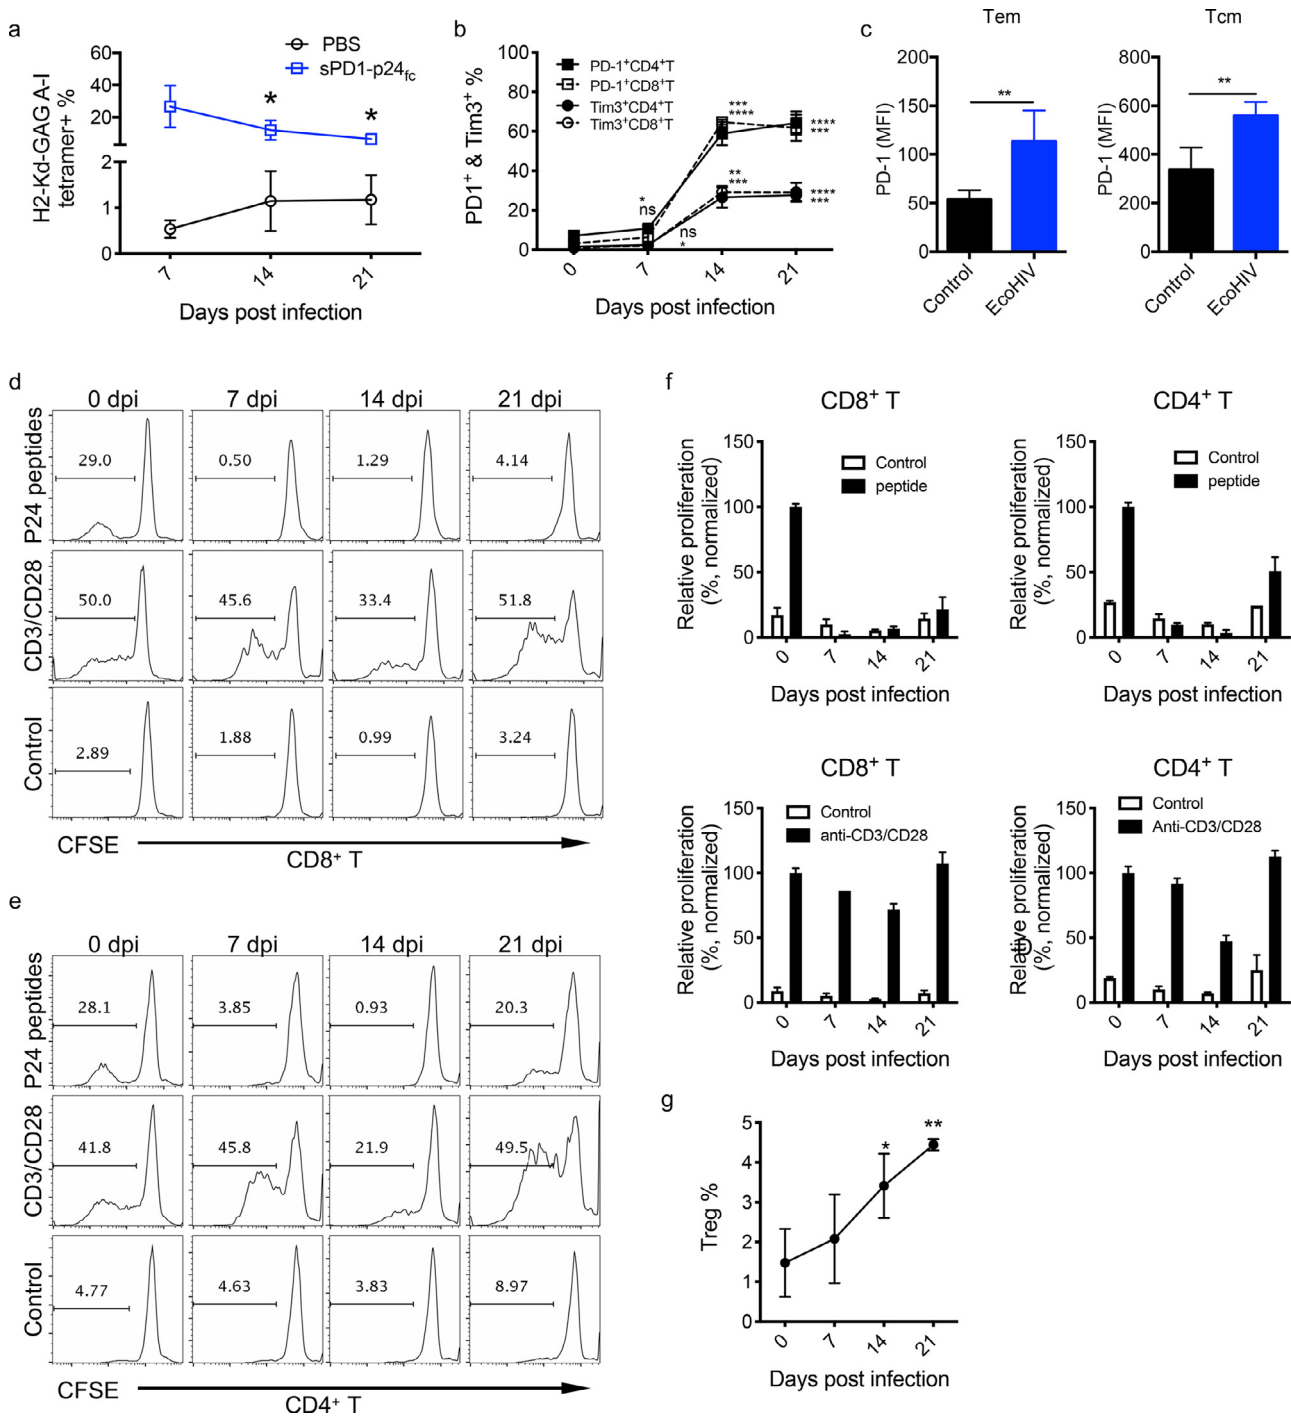 a
PBS
sPD1-p24fc
H2-Kd-GAG A-I
tetramer+ %
60
40
20
2
1
0
*
*
7
14
21
Days post infection
b
PD1⁺ & Tim3⁺ %
100
80
60
40
20
0
PD-1⁺CD4⁺T
PD-1⁺CD8⁺T
Tim3⁺CD4⁺T
Tim3⁺CD8⁺T
*
ns
ns
*
***
****
**
***
****
***
****
***
0
7
14
21
Days post infection
c
Tem
PD-1 (MFI)
200
150
100
50
0
**
Control
EcoHIV
Tcm
PD-1 (MFI)
800
600
400
200
0
**
Control
EcoHIV
d
0 dpi 7 dpi 14 dpi 21 dpi
P24 peptides
29.0 0.50 1.29 4.14
CD3/CD28
50.0 45.6 33.4 51.8
Control
2.89 1.88 0.99 3.24
CFSE
CD8⁺ T
e
0 dpi 7 dpi 14 dpi 21 dpi
P24 peptides
28.1 3.85 0.93 20.3
CD3/CD28
41.8 45.8 21.9 49.5
Control
4.77 4.63 3.83 8.97
CFSE
CD4⁺ T
f
CD8⁺ T
Relative proliferation
(%, normalized)
150
100
50
0
Control
peptide
0 7 14 21
Days post infection
CD4⁺ T
Relative proliferation
(%, normalized)
150
100
50
0
Control
peptide
0 7 14 21
Days post infection
CD8⁺ T
Relative proliferation
(%, normalized)
150
100
50
0
Control
anti-CD3/CD28
0 7 14 21
Days post infection
CD4⁺ T
Relative proliferation
(%, normalized)
150
100
50
0
Control
Anti-CD3/CD28
0 7 14 21
Days post infection
g
Treg %
5
4
3
2
1
0
*
**
0 7 14 21
Days post infection